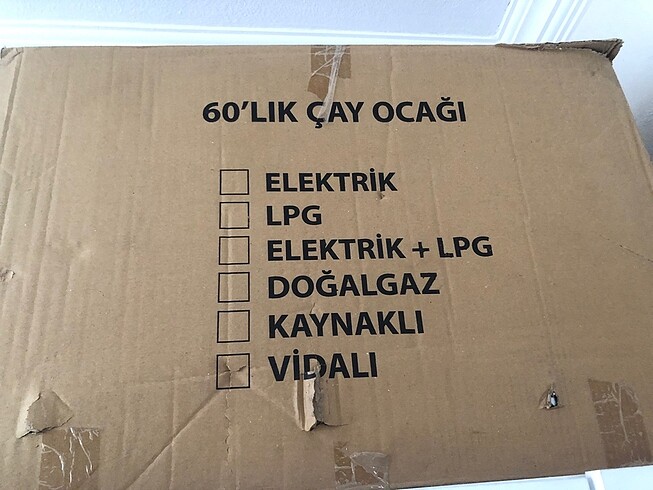 60'LIK ÇAY OCAĞI
ELEKTRİK
LPG
ELEKTRİK + LPG
DOĞALGAZ
KAYNAKLI
VİDALI